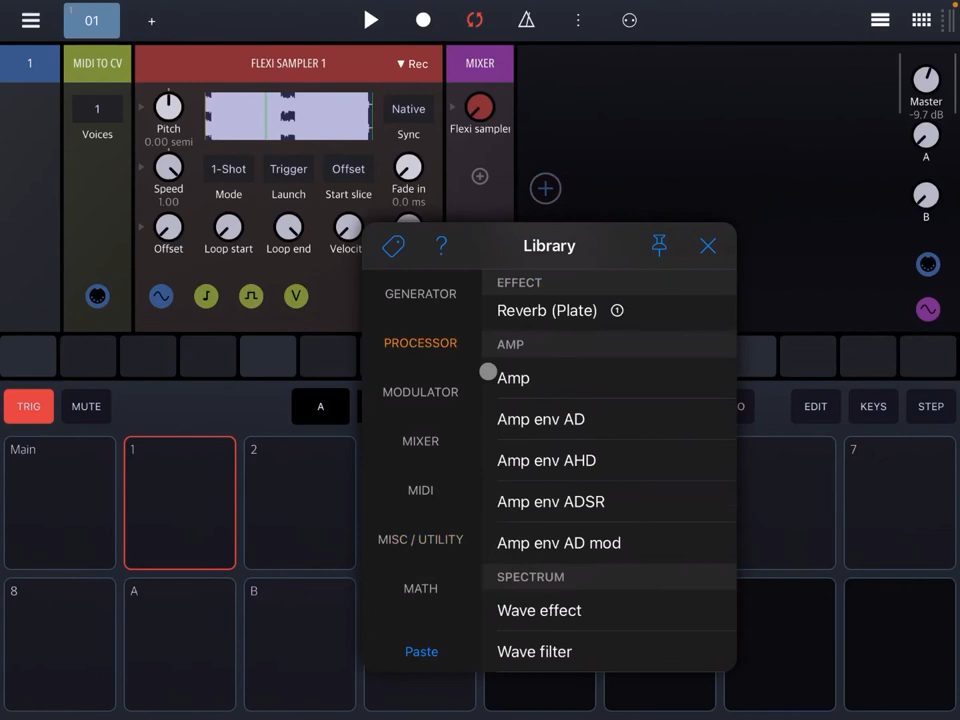 1
01
+
1
MIDI TO CV
FLEXI SAMPLER 1
▼ Rec
MIXER
1
Voices
Pitch
0.00 semi
Native
Sync
Flexi sampler
Master
-9.7 dB
A
Speed
1.00
1-Shot
Mode
Trigger
Launch
Offset
Start slice
Fade in
0.0 ms
B
Offset
Loop start
Loop end
V
?
Library
GENERATOR
PROCESSOR
MODULATOR
MIXER
MIDI
MISC / UTILITY
MATH
Paste
EFFECT
Reverb (Plate) 1
AMP
Amp
Amp env AD
Amp env AHD
Amp env ADSR
Amp env AD mod
SPECTRUM
Wave effect
Wave filter
TRIG
MUTE
A
EDIT
KEYS
STEP
Main
1
2
7
8
A
B